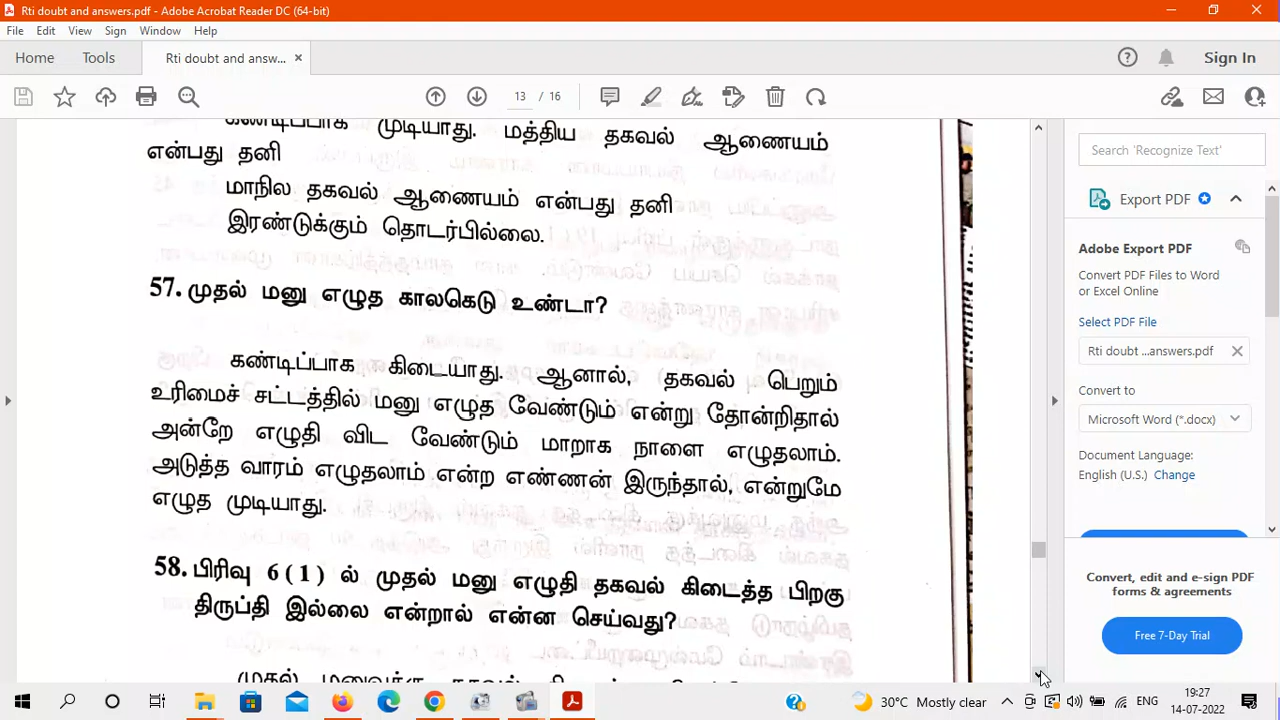 Rti doubt and answers.pdf - Adobe Acrobat Reader DC (64-bit)
File Edit View Sign Window Help
Home Tools Rti doubt and answ... × Sign In
13 / 16
கண்டிப்பாக முடியாது. மத்திய தகவல் ஆணையம்
என்பது தனி
மாநில தகவல் ஆணையம் என்பது தனி
இரண்டுக்கும் தொடர்பில்லை.
57. முதல் மனு எழுத காலகெடு உண்டா?
கண்டிப்பாக கிடையாது. ஆனால், தகவல் பெறும்
உரிமைச் சட்டத்தில் மனு எழுத வேண்டும் என்று தோன்றிதால்
அன்றே எழுதி விட வேண்டும் மாறாக நாளை எழுதலாம்.
அடுத்த வாரம் எழுதலாம் என்ற எண்ணன் இருந்தால், என்றுமே
எழுத முடியாது.
58. பிரிவு 6 ( 1 ) ல் முதல் மனு எழுதி தகவல் கிடைத்த பிறகு
திருப்தி இல்லை என்றால் என்ன செய்வது?
முதல் மனுவுக்கு தகவல்
Search 'Recognize Text'
Export PDF
Adobe Export PDF
Convert PDF Files to Word
or Excel Online
Select PDF File
Rti doubt ...answers.pdf
Convert to
Microsoft Word (*.docx)
Document Language:
English (U.S.) Change
Convert, edit and e-sign PDF
forms & agreements
Free 7-Day Trial
30°C Mostly clear ENG 19:27
14-07-2022